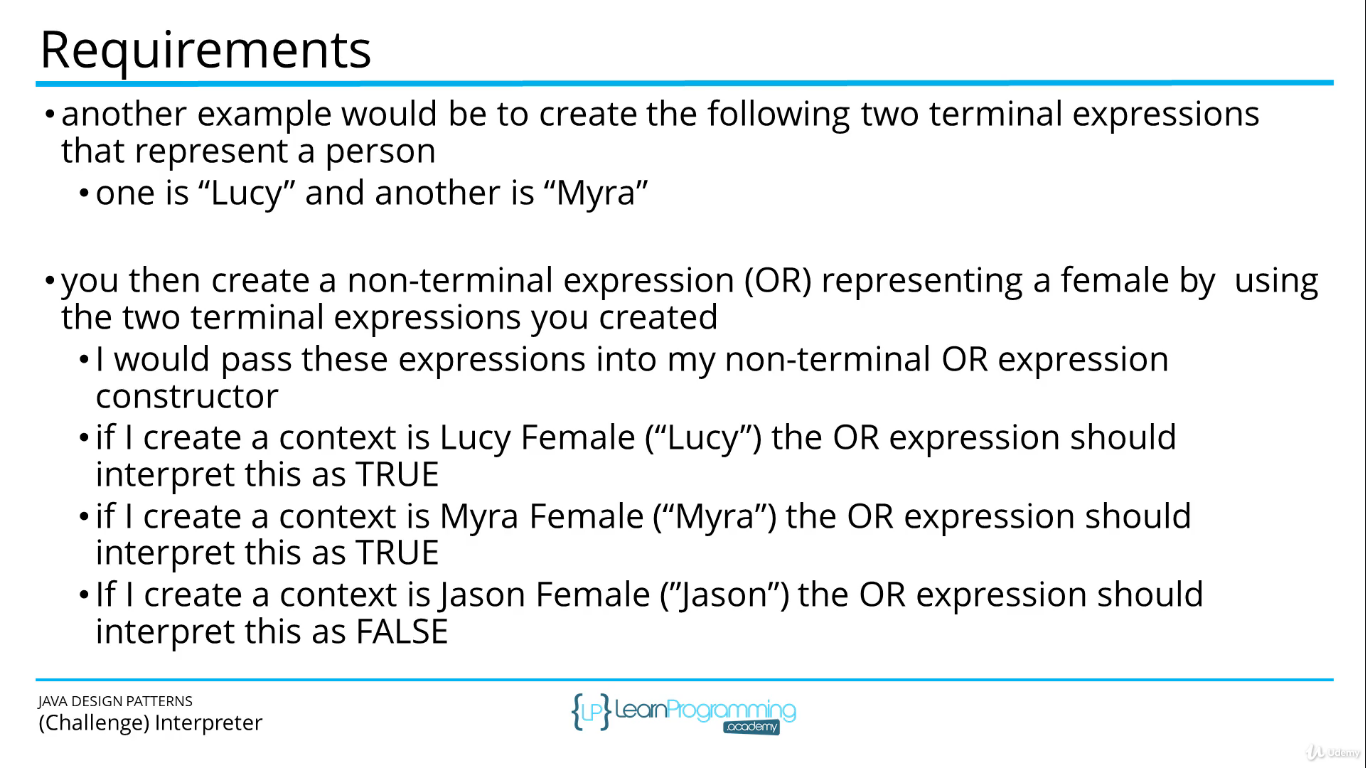 Requirements
• another example would be to create the following two terminal expressions
that represent a person
• one is “Lucy” and another is “Myra”
• you then create a non-terminal expression (OR) representing a female by  using
the two terminal expressions you created
• I would pass these expressions into my non-terminal OR expression
constructor
• if I create a context is Lucy Female (“Lucy”) the OR expression should
interpret this as TRUE
• if I create a context is Myra Female (“Myra”) the OR expression should
interpret this as TRUE
• If I create a context is Jason Female (”Jason”) the OR expression should
interpret this as FALSE
JAVA DESIGN PATTERNS
(Challenge) Interpreter
{LP} LearnProgramming
.academy
Udemy